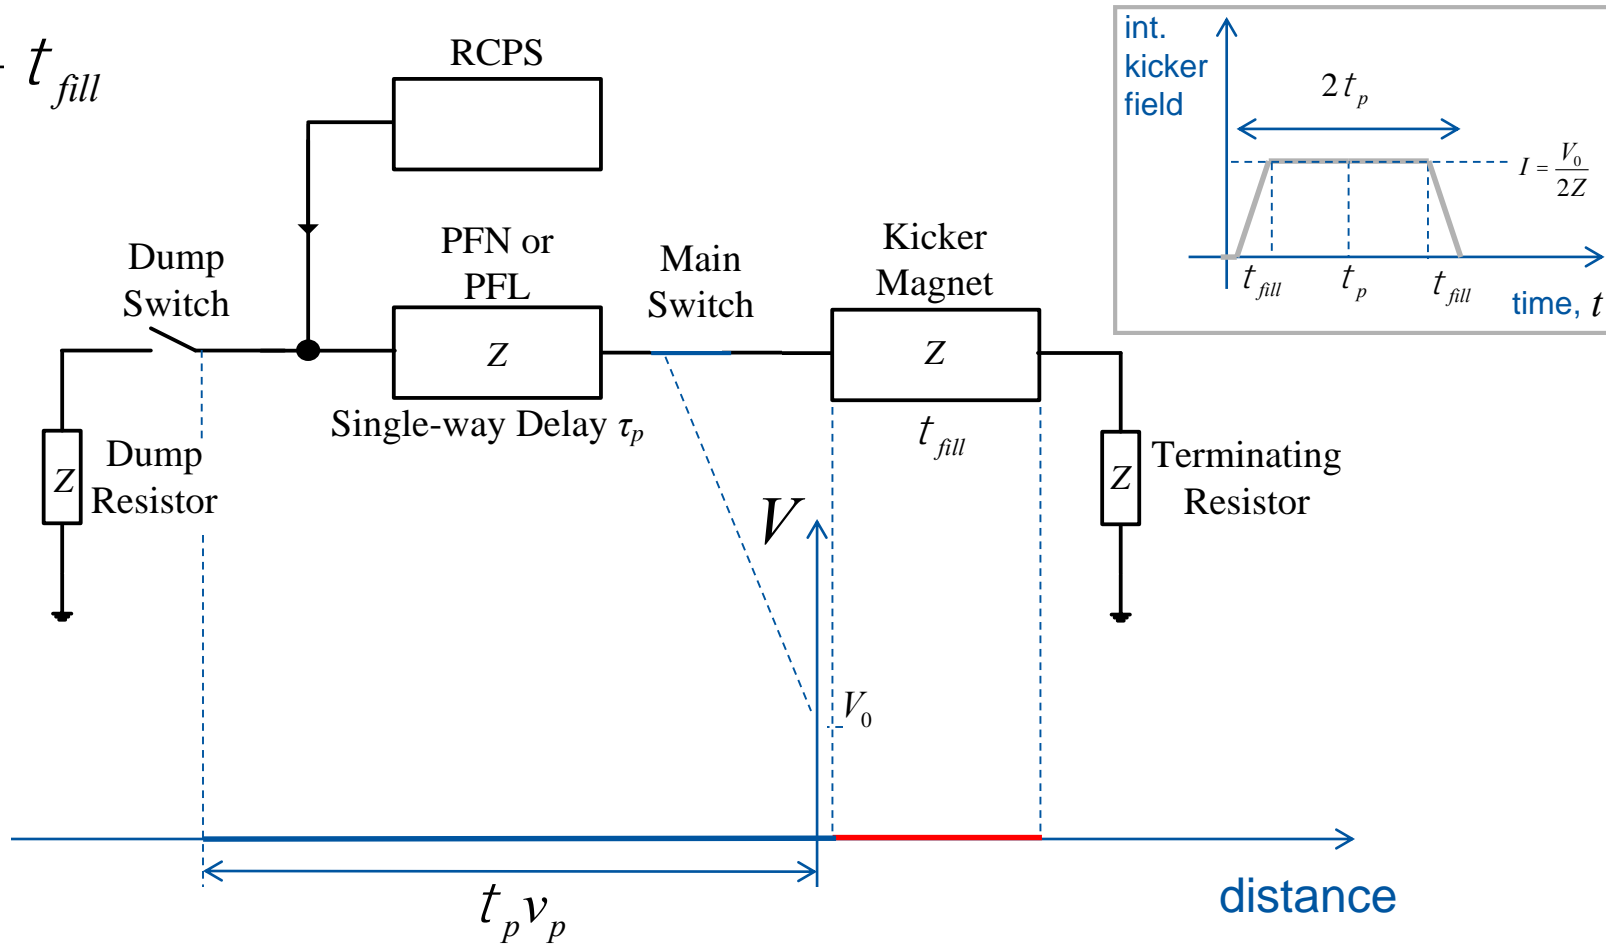 t_fill
RCPS
int.
kicker
field
2t_p
I = V_0 / 2Z
t_fill
t_p
t_fill
time, t
Dump
Switch
PFN or
PFL
Main
Switch
Kicker
Magnet
Z
Z
Single-way Delay τ_p
t_fill
Z
Dump
Resistor
Z
Terminating
Resistor
V
V_0
t_p v_p
distance